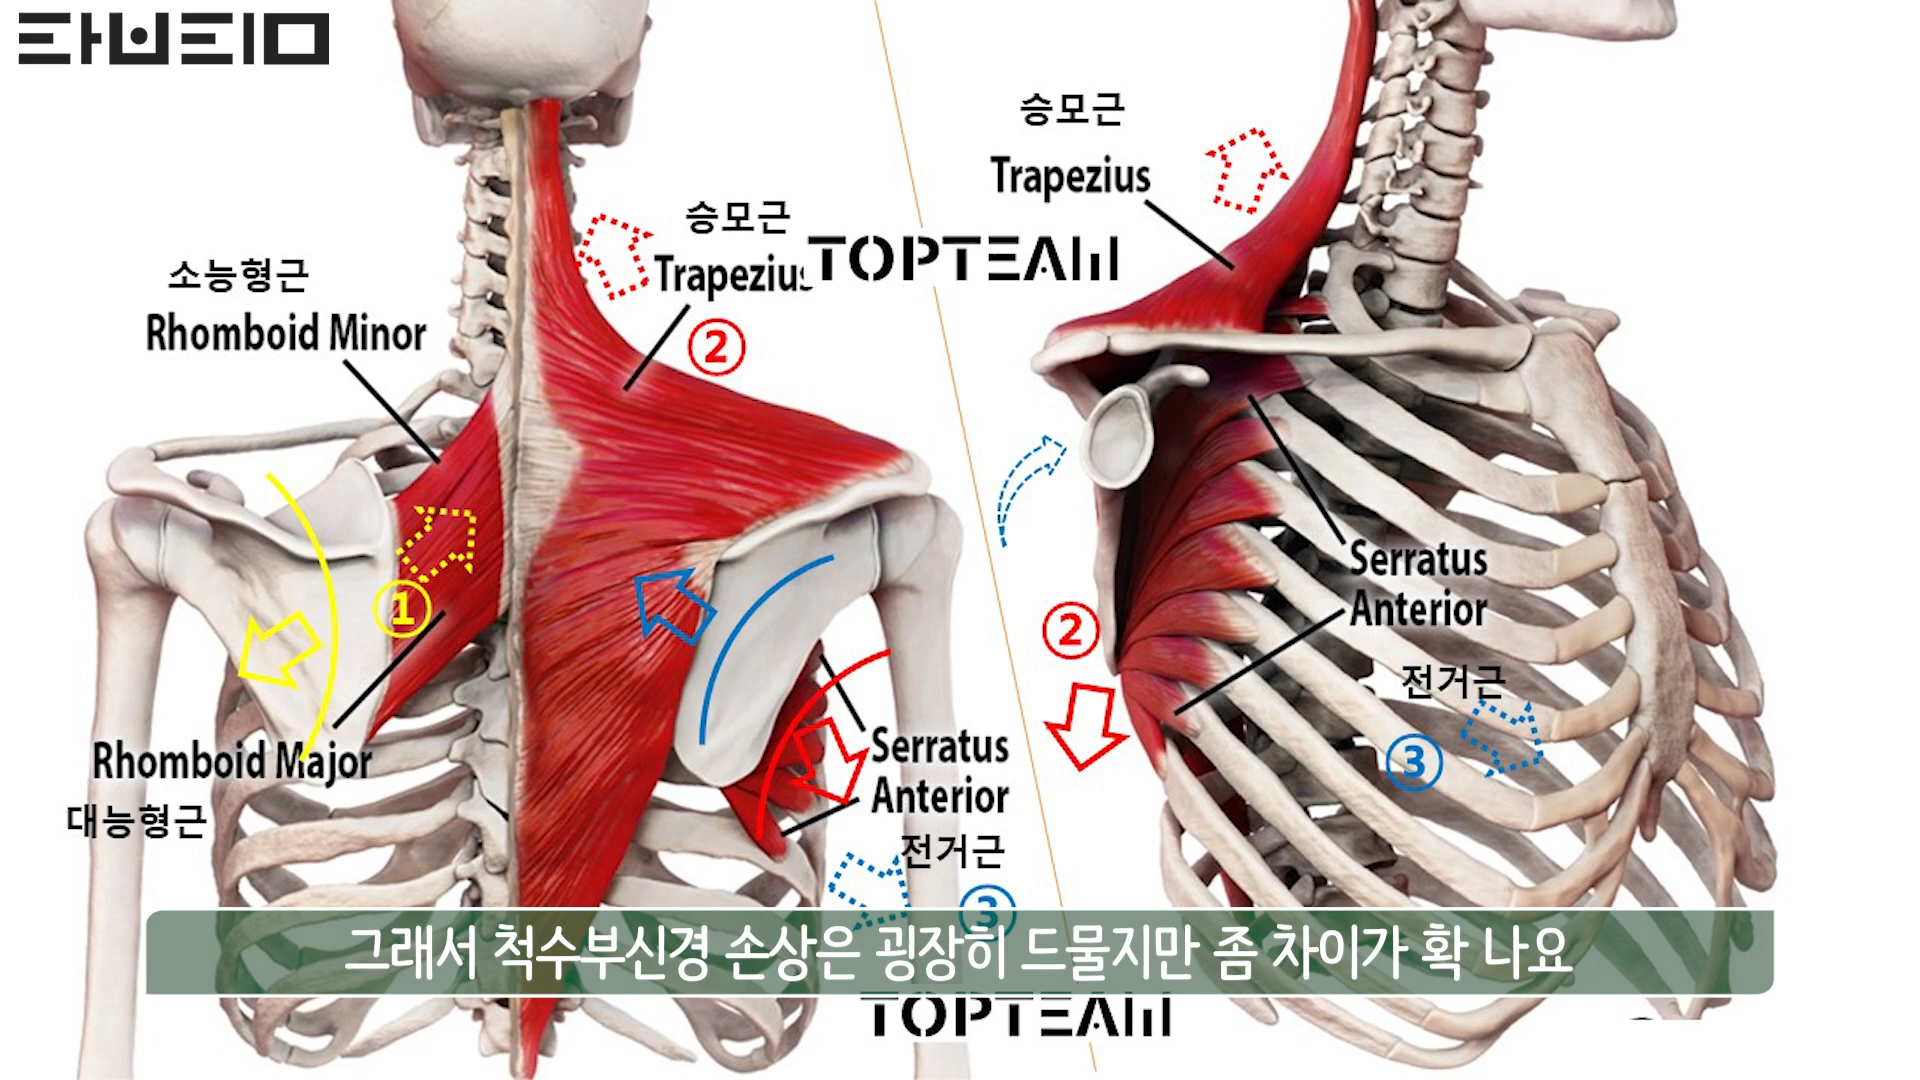 타볍팀
승모근
Trapezius
승모근
Trapezius
TOPTEAM
소능형근
Rhomboid Minor
②
①
Serratus
Anterior
②
전거근
③
Rhomboid Major
대능형근
Serratus
Anterior
전거근
③
그래서 척수부신경 손상은 굉장히 드물지만 좀 차이가 확 나요
TOPTEAM